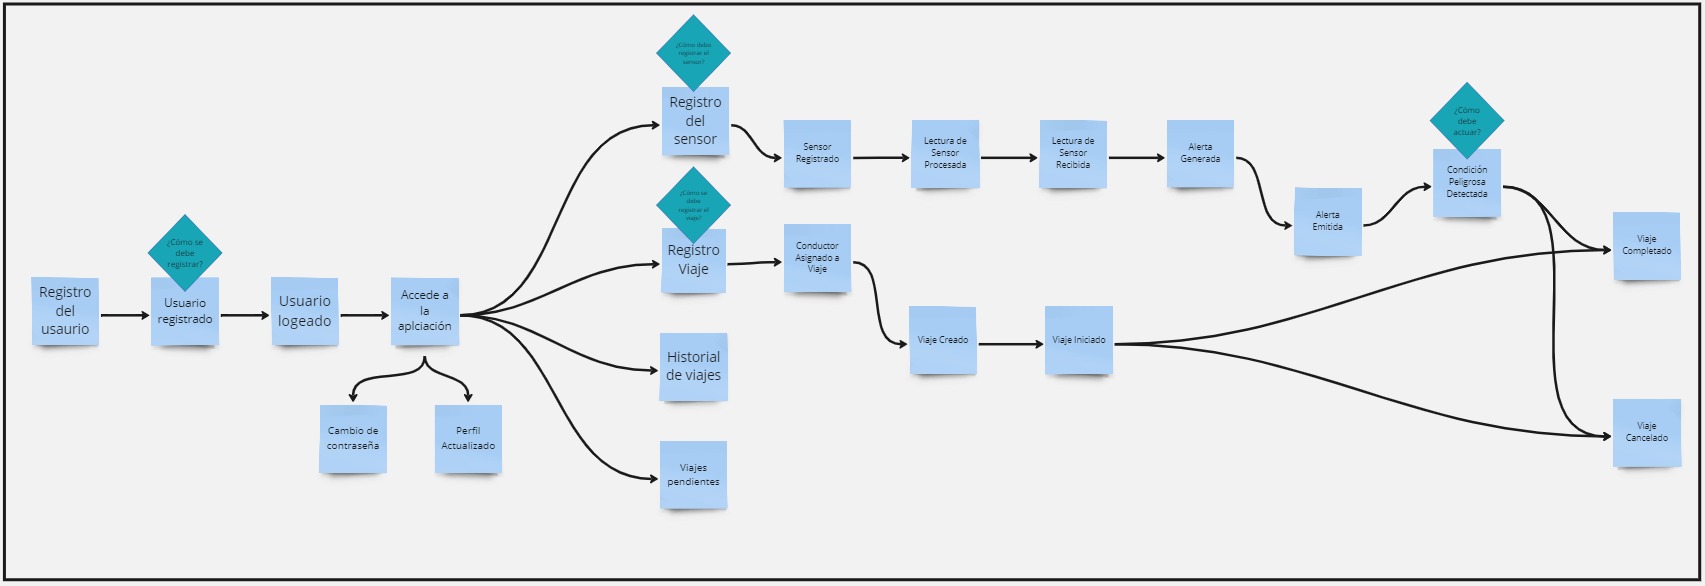 ¿Cómo debo
registrar el
sensor?
Registro
del
sensor
Sensor
Registrado
Lectura de
Sensor
Procesada
Lectura de
Sensor
Recibida
Alerta
Generada
Alerta
Emitida
¿Cómo
debe
actuar?
Condición
Peligrosa
Detectada
Viaje
Completado
¿Cómo se
debe
registrar el
viaje?
Registro
Viaje
Conductor
Asignado a
Viaje
Viaje Creado
Viaje Iniciado
Viaje
Cancelado
¿Cómo se
debe
registrar?
Registro
del
usaurio
Usuario
registrado
Usuario
logeado
Accede a
la
aplciación
Cambio de
contraseña
Perfil
Actualizado
Historial
de viajes
Viajes
pendientes